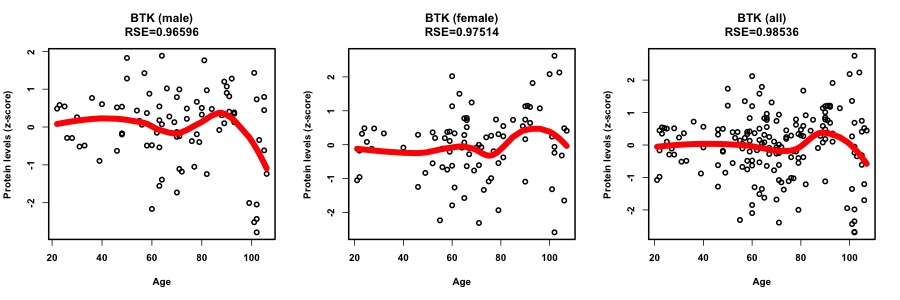 BTK (male)
RSE=0.96596
Protein levels (z-score)
2
1
0
-1
-2
20 40 60 80 100
Age
BTK (female)
RSE=0.97514
Protein levels (z-score)
2
1
0
-1
-2
20 40 60 80 100
Age
BTK (all)
RSE=0.98536
Protein levels (z-score)
2
1
0
-1
-2
20 40 60 80 100
Age